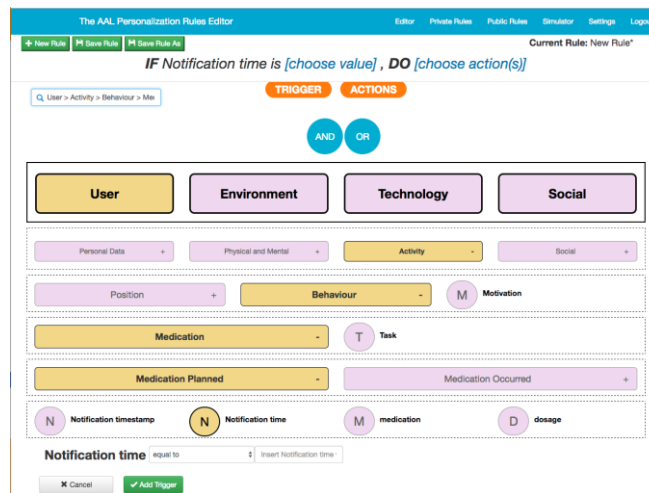 The AAL Personalization Rules Editor Editor Private Rules Public Rules Simulator Settings Logou
+ New Rule Save Rule Save Rule As Current Rule: New Rule*
IF Notification time is [choose value] , DO [choose action(s)]
User > Activity > Behaviour > Med TRIGGER ACTIONS
AND OR
User Environment Technology Social
Personal Data + Physical and Mental + Activity - Social +
Position + Behaviour - M Motivation
Medication - T Task
Medication Planned - Medication Occurred +
N Notification timestamp N Notification time M medication D dosage
Notification time equal to Insert Notification time
Cancel Add Trigger